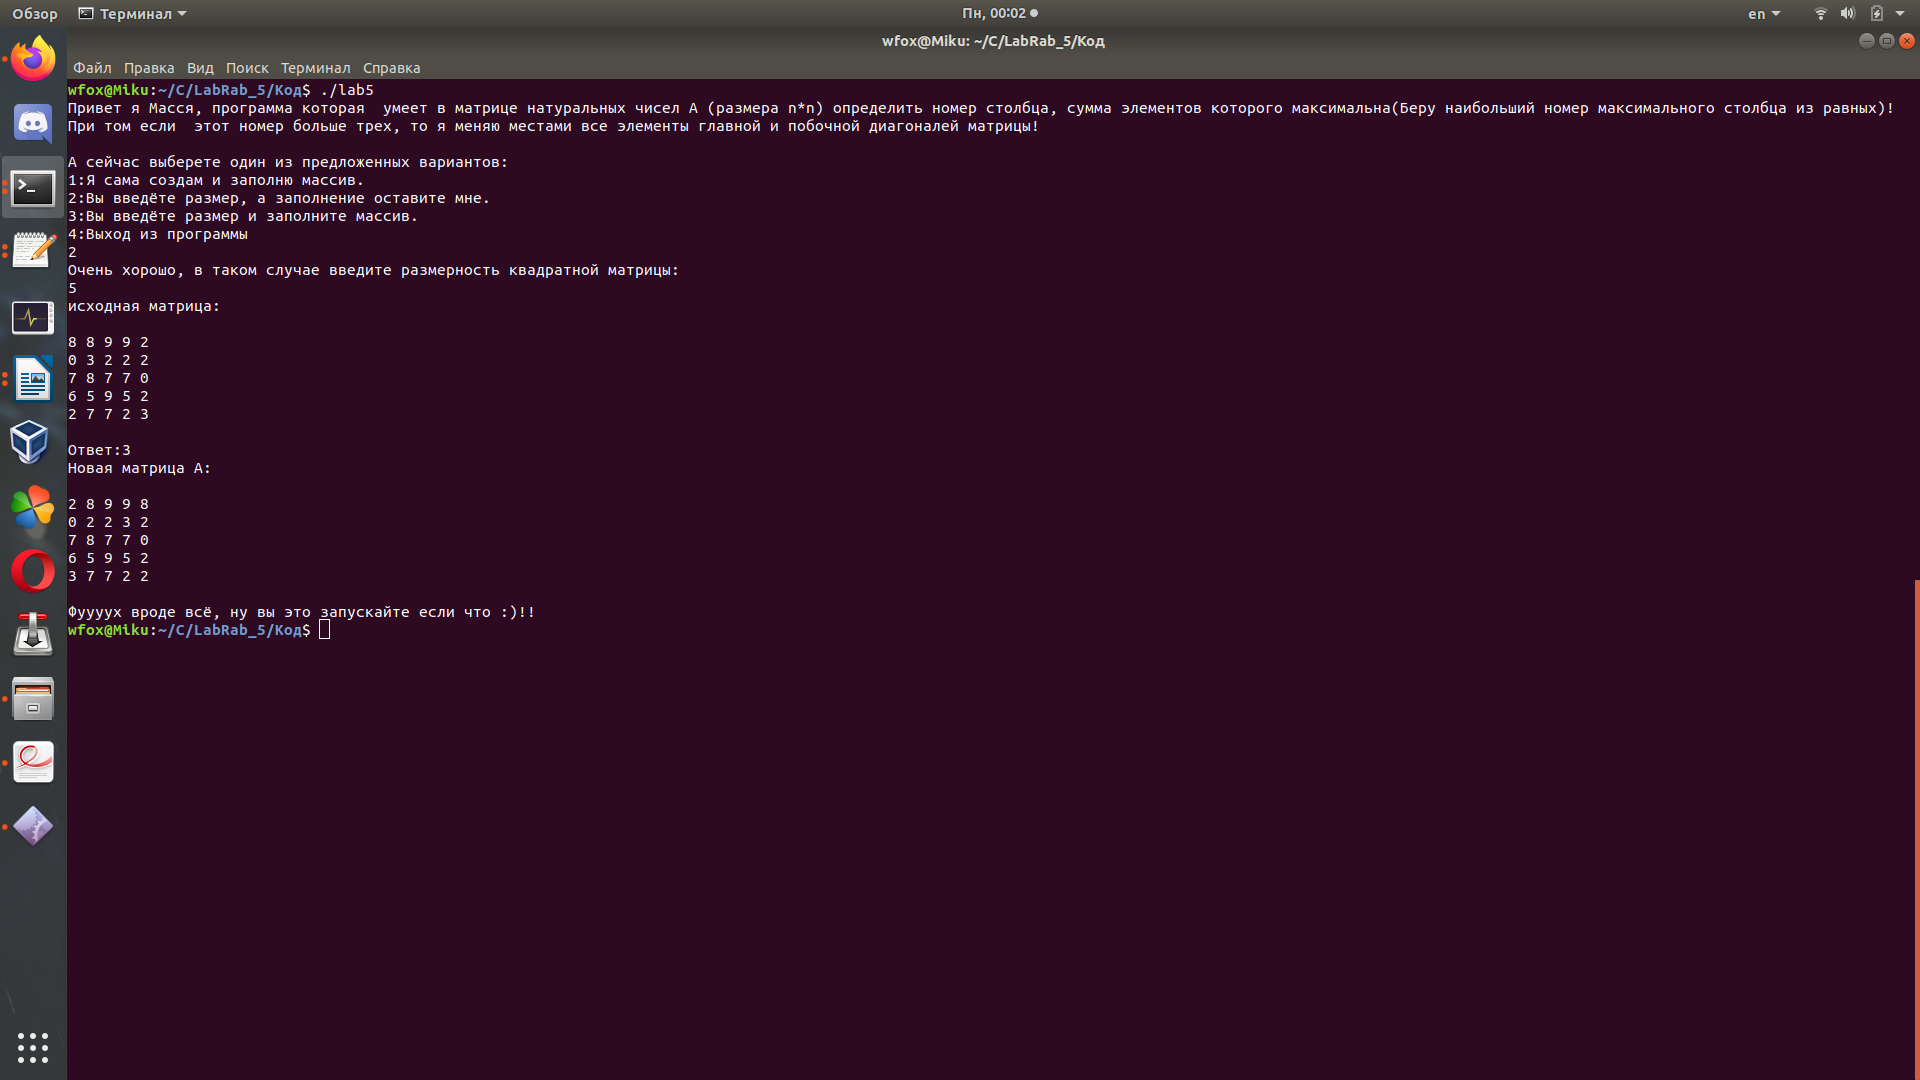 Обзор Терминал Пн, 00:02 en
wfox@Miku: ~/C/LabRab_5/Код
Файл Правка Вид Поиск Терминал Справка
wfox@Miku:~/C/LabRab_5/Код$ ./lab5
Привет я Масся, программа которая  умеет в матрице натуральных чисел А (размера n*n) определить номер столбца, сумма элементов которого максимальна(Беру наибольший номер максимального столбца из равных)!
При том если  этот номер больше трех, то я меняю местами все элементы главной и побочной диагоналей матрицы!
А сейчас выберете один из предложенных вариантов:
1:Я сама создам и заполню массив.
2:Вы введёте размер, а заполнение оставите мне.
3:Вы введёте размер и заполните массив.
4:Выход из программы
2
Очень хорошо, в таком случае введите размерность квадратной матрицы:
5
исходная матрица:
8 8 9 9 2
0 3 2 2 2
7 8 7 7 0
6 5 9 5 2
2 7 7 2 3
Ответ:3
Новая матрица А:
2 8 9 9 8
0 2 2 3 2
7 8 7 7 0
6 5 9 5 2
3 7 7 2 2
Фуууух вроде всё, ну вы это запускайте если что :)!!
wfox@Miku:~/C/LabRab_5/Код$